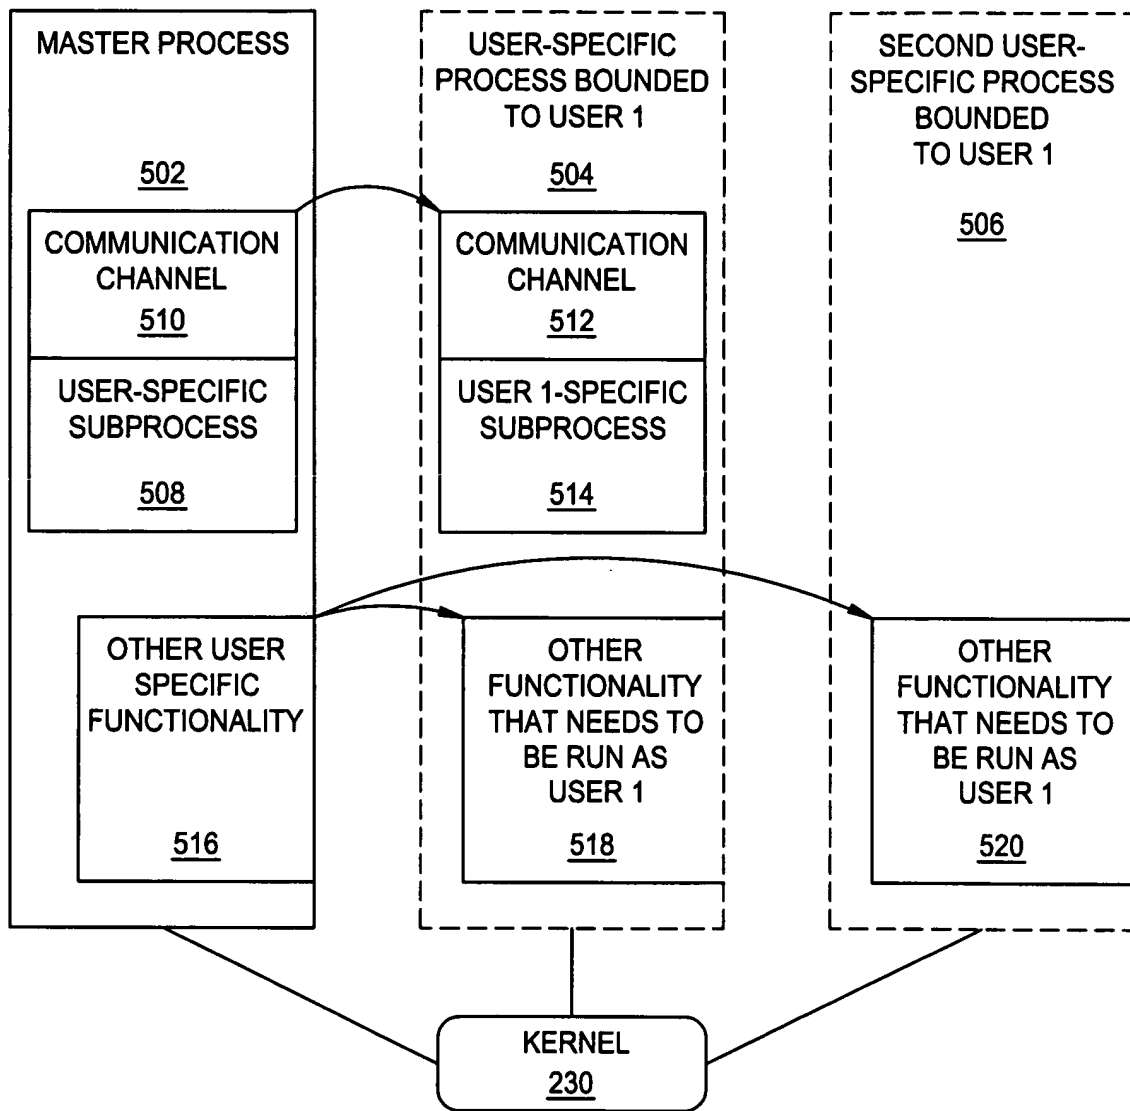 MASTER PROCESS
502
COMMUNICATION
CHANNEL
510
USER-SPECIFIC
SUBPROCESS
508
OTHER USER
SPECIFIC
FUNCTIONALITY
516
USER-SPECIFIC
PROCESS BOUNDED
TO USER 1
504
COMMUNICATION
CHANNEL
512
USER 1-SPECIFIC
SUBPROCESS
514
OTHER
FUNCTIONALITY
THAT NEEDS TO
BE RUN AS
USER 1
518
SECOND USER-
SPECIFIC PROCESS
BOUNDED
TO USER 1
506
OTHER
FUNCTIONALITY
THAT NEEDS TO
BE RUN AS
USER 1
520
KERNEL
230